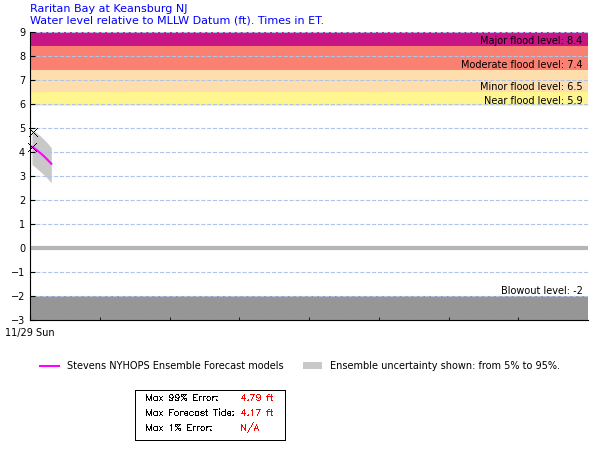 Raritan Bay at Keansburg NJ
Water level relative to MLLW Datum (ft). Times in ET.
9
Major flood level: 8.4
8
Moderate flood level: 7.4
7
Minor flood level: 6.5
Near flood level: 5.9
6
5
4
3
2
1
0
−1
Blowout level: -2
−2
−3
11/29 Sun
Stevens NYHOPS Ensemble Forecast models
Ensemble uncertainty shown: from 5% to 95%.
Max 99% Error: 4.79 ft
Max Forecast Tide: 4.17 ft
Max 1% Error: N/A